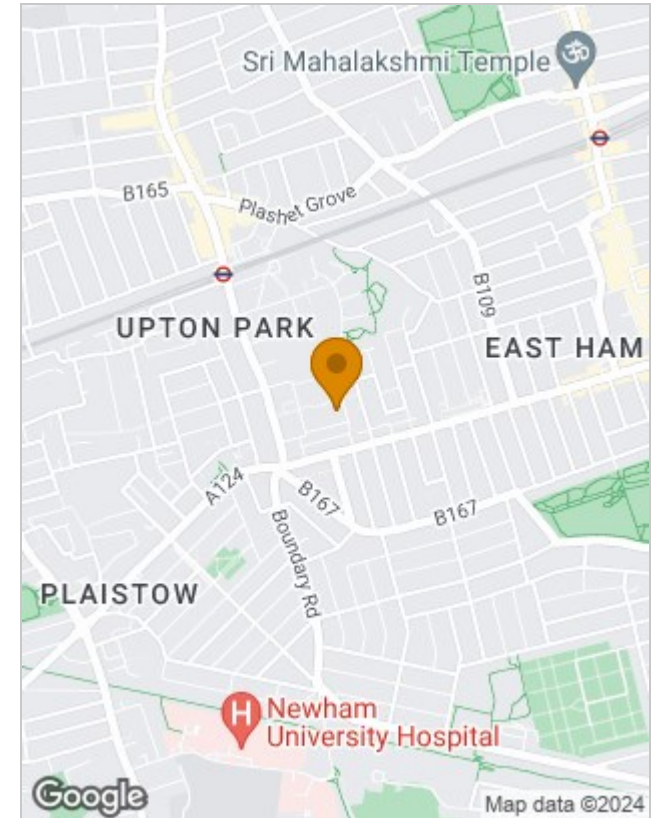 Sri Mahalakshmi Temple
ॐ
B165
Plashet Grove
B109
UPTON PARK
EAST HAM
A124
B167
B167
Boundary Rd
PLAISTOW
H
Newham
University Hospital
Google
Map data ©2024